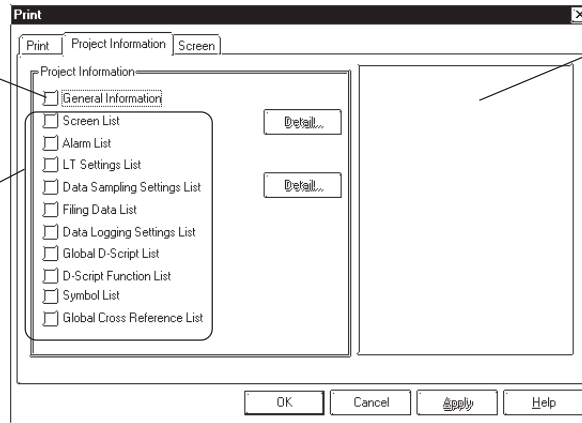 Print
Print Project Information Screen
Project Information
General Information
Screen List
Detail...
Alarm List
LT Settings List
Data Sampling Settings List
Detail...
Filing Data List
Data Logging Settings List
Global D-Script List
D-Script Function List
Symbol List
Global Cross Reference List
OK Cancel Apply Help